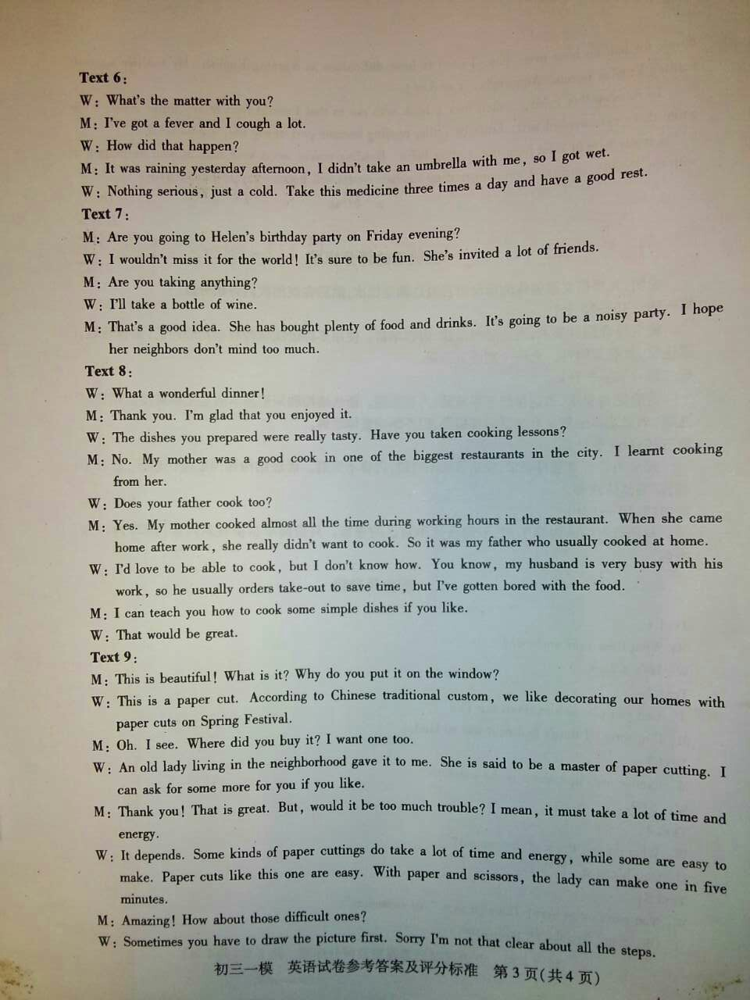 Text 6:
W: What's the matter with you?
M: I've got a fever and I cough a lot.
W: How did that happen?
M: It was raining yesterday afternoon, I didn't take an umbrella with me, so I got wet.
W: Nothing serious, just a cold. Take this medicine three times a day and have a good rest.
Text 7:
M: Are you going to Helen's birthday party on Friday evening?
W: I wouldn't miss it for the world! It's sure to be fun. She's invited a lot of friends.
M: Are you taking anything?
W: I'll take a bottle of wine.
M: That's a good idea. She has bought plenty of food and drinks. It's going to be a noisy party. I hope
her neighbors don't mind too much.
Text 8:
W: What a wonderful dinner!
M: Thank you. I'm glad that you enjoyed it.
W: The dishes you prepared were really tasty. Have you taken cooking lessons?
M: No. My mother was a good cook in one of the biggest restaurants in the city. I learnt cooking
from her.
W: Does your father cook too?
M: Yes. My mother cooked almost all the time during working hours in the restaurant. When she came
home after work, she really didn't want to cook. So it was my father who usually cooked at home.
W: I'd love to be able to cook, but I don't know how. You know, my husband is very busy with his
work, so he usually orders take-out to save time, but I've gotten bored with the food.
M: I can teach you how to cook some simple dishes if you like.
W: That would be great.
Text 9:
M: This is beautiful! What is it? Why do you put it on the window?
W: This is a paper cut. According to Chinese traditional custom, we like decorating our homes with
paper cuts on Spring Festival.
M: Oh. I see. Where did you buy it? I want one too.
W: An old lady living in the neighborhood gave it to me. She is said to be a master of paper cutting. I
can ask for some more for you if you like.
M: Thank you! That is great. But, would it be too much trouble? I mean, it must take a lot of time and
energy.
W: It depends. Some kinds of paper cuttings do take a lot of time and energy, while some are easy to
make. Paper cuts like this one are easy. With paper and scissors, the lady can make one in five
minutes.
M: Amazing! How about those difficult ones?
W: Sometimes you have to draw the picture first. Sorry I'm not that clear about all the steps.
初三一模 英语试卷参考答案及评分标准 第3页(共4页)